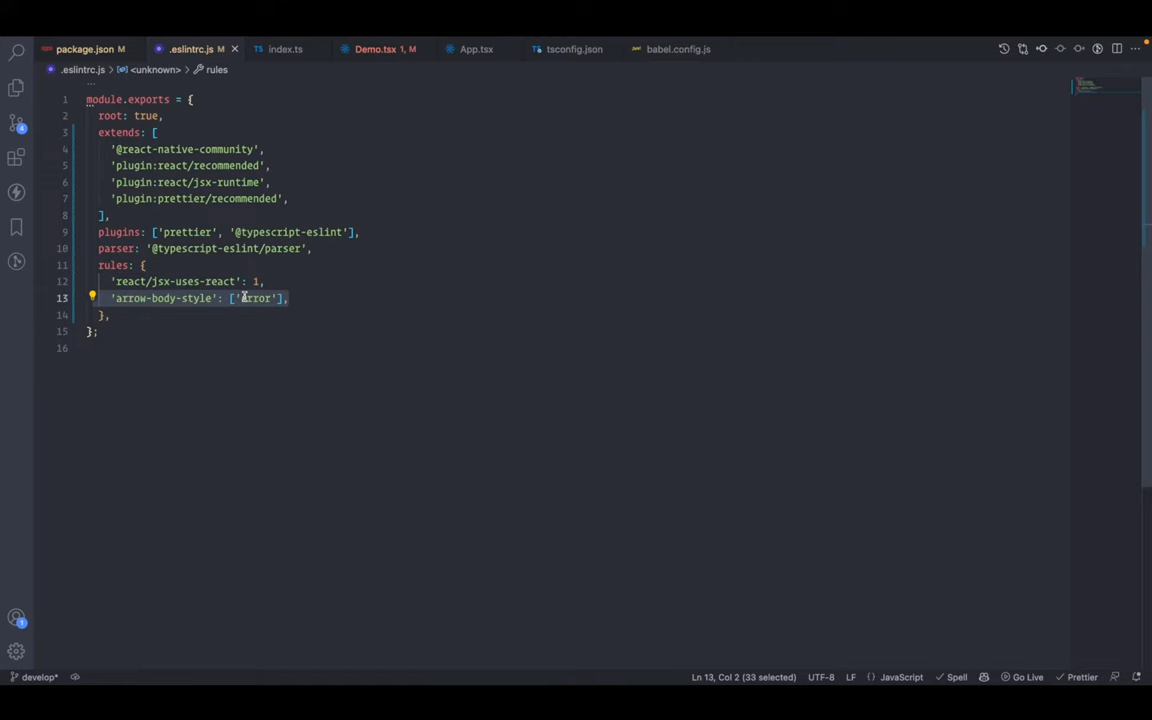 package.json M .eslintrc.js M TS index.ts Demo.tsx 1, M App.tsx tsconfig.json babel.config.js
.eslintrc.js > <unknown> > rules
...
1 module.exports = {
2 root: true,
3 extends: [
4 '@react-native-community',
5 'plugin:react/recommended',
6 'plugin:react/jsx-runtime',
7 'plugin:prettier/recommended',
8 ],
9 plugins: ['prettier', '@typescript-eslint'],
10 parser: '@typescript-eslint/parser',
11 rules: {
12 'react/jsx-uses-react': 1,
13 'arrow-body-style': ['error'],
14 },
15 };
16
4
1
develop* Ln 13, Col 2 (33 selected) UTF-8 LF {} JavaScript Spell Go Live Prettier